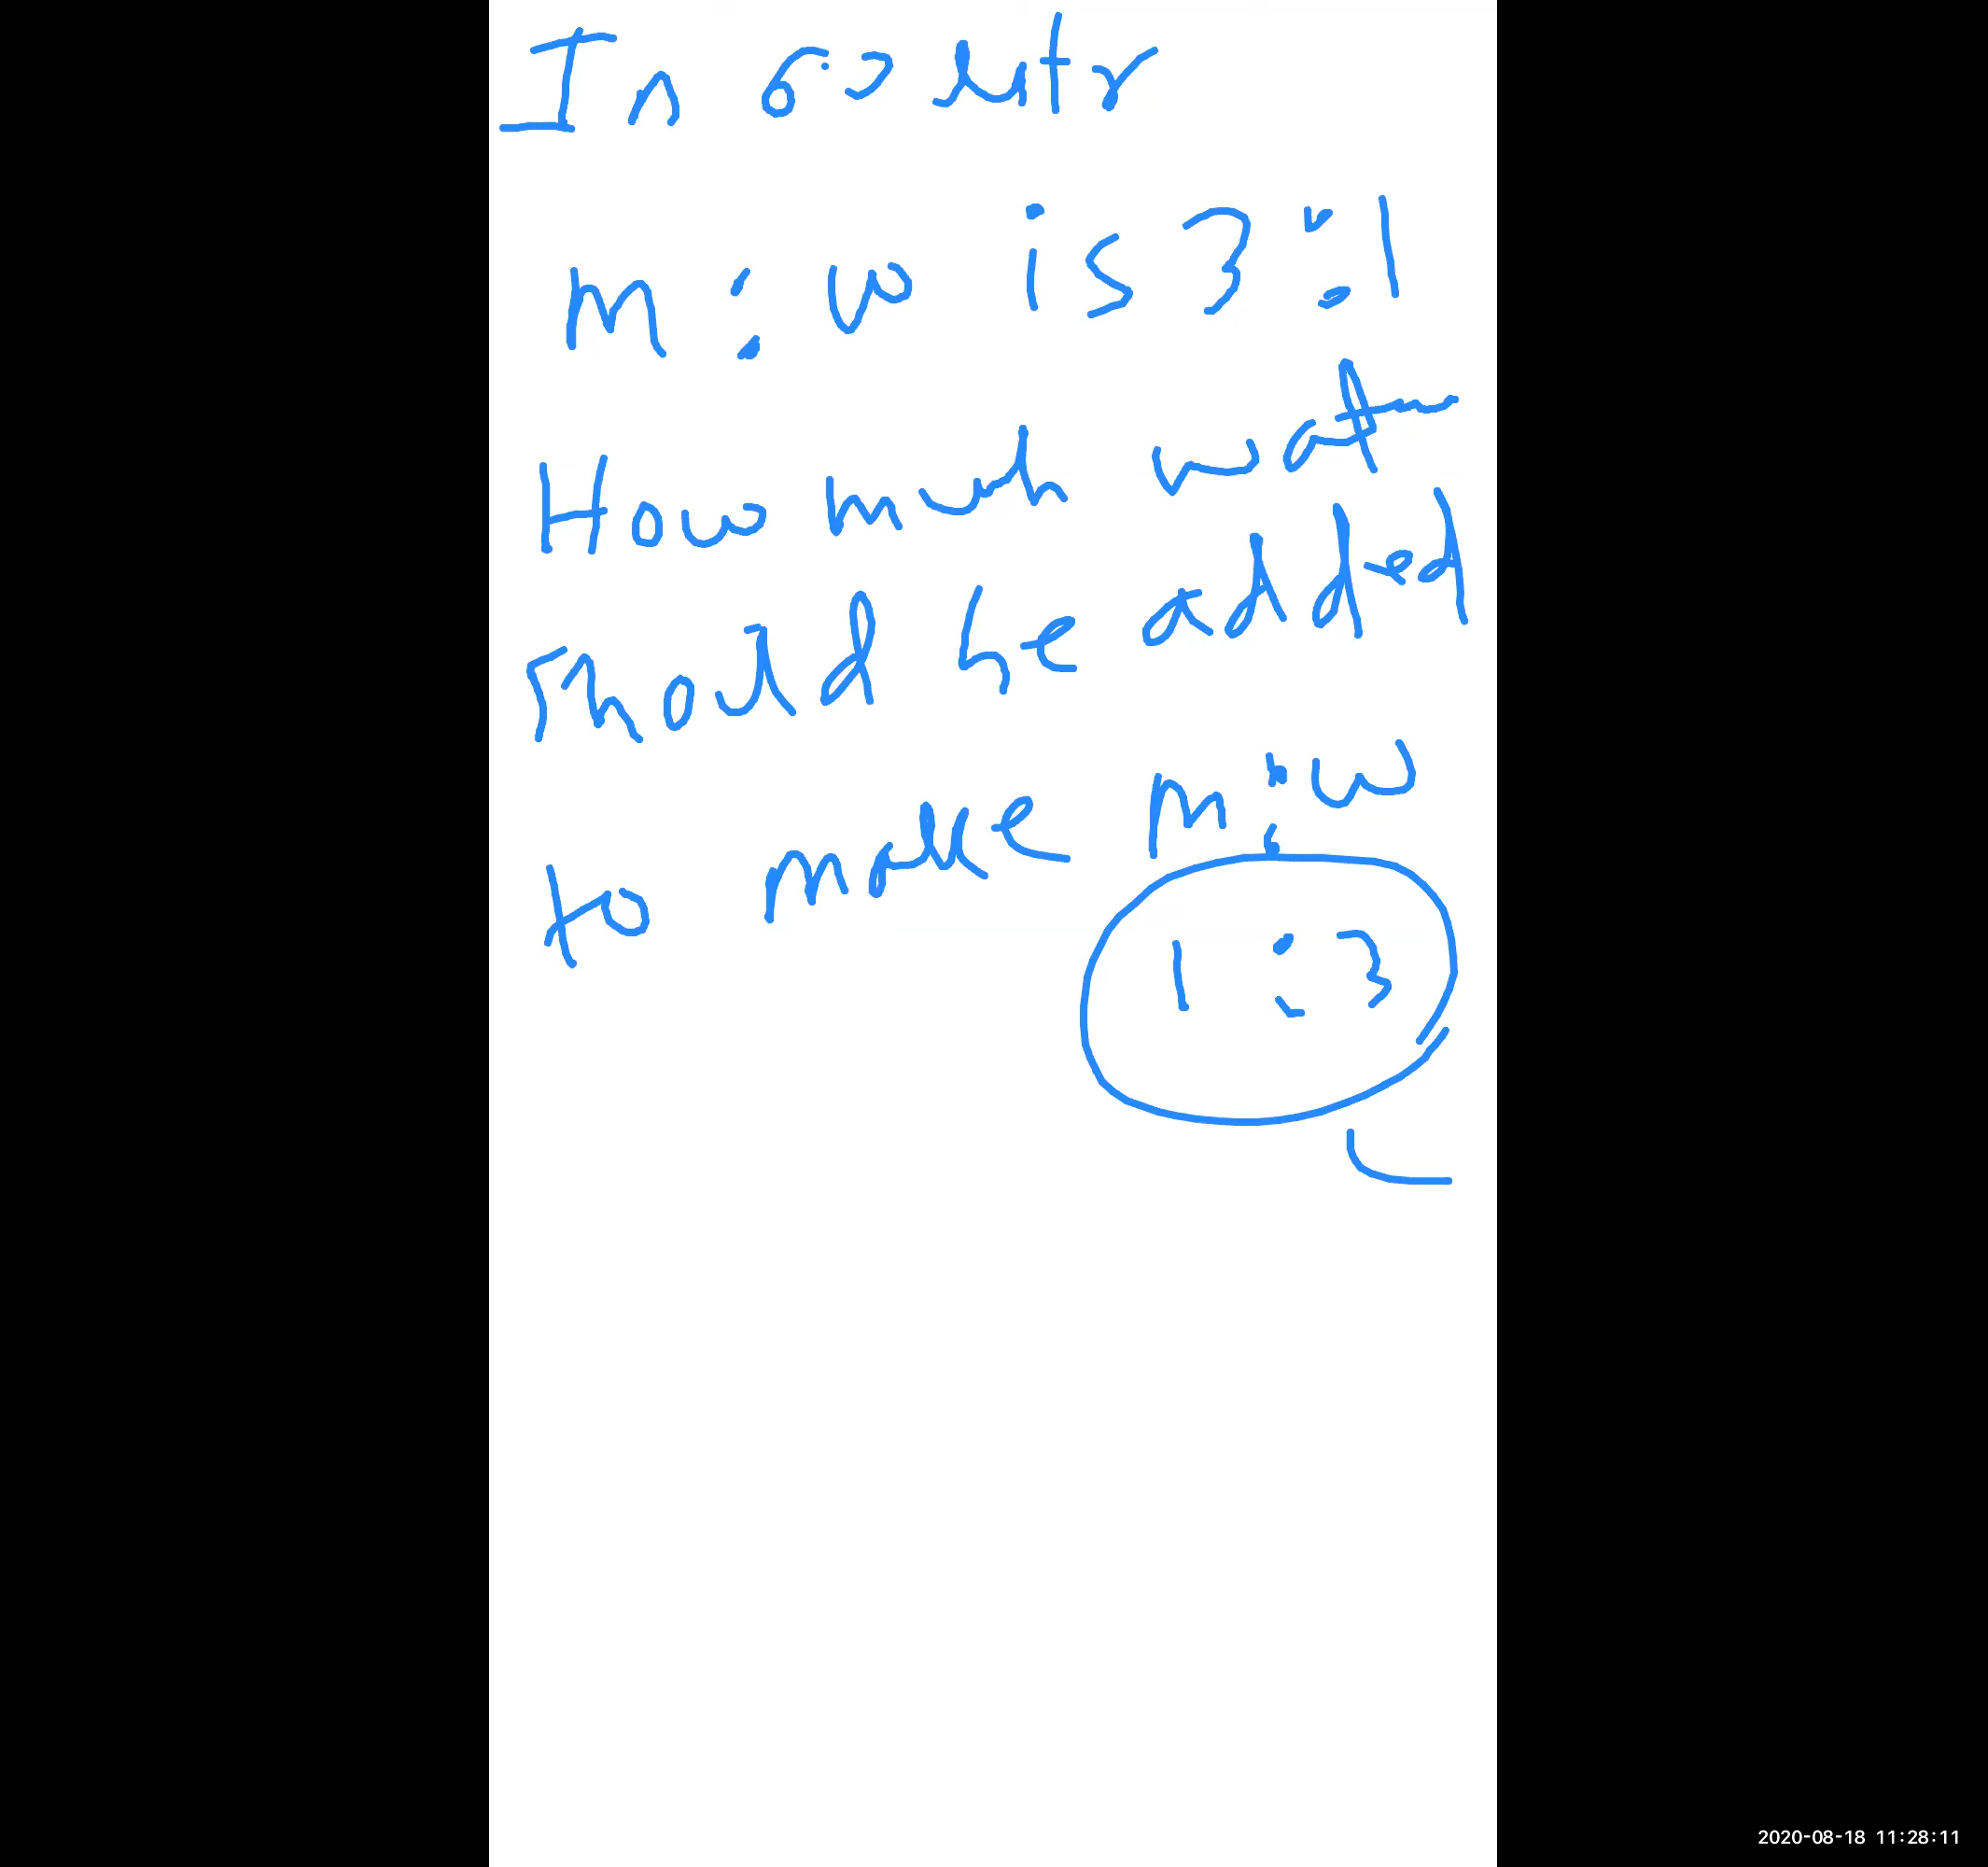 In 60 litr
M : W is 3 : 1
How much water
should be added
to make M : W
1 : 3
2020-08-18 11:28:11